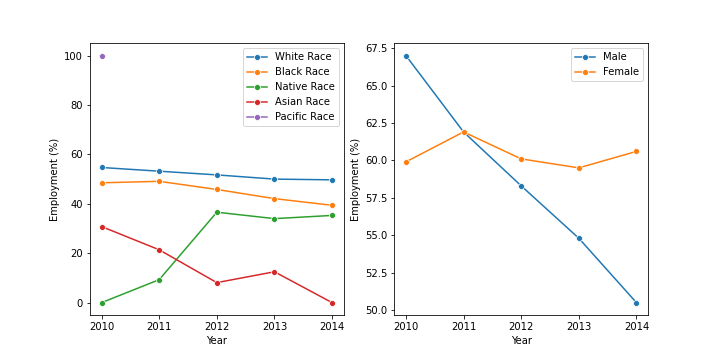 100
80
60
40
20
0
Employment (%)
2010 2011 2012 2013 2014
Year
White Race
Black Race
Native Race
Asian Race
Pacific Race
67.5
65.0
62.5
60.0
57.5
55.0
52.5
50.0
Employment (%)
2010 2011 2012 2013 2014
Year
Male
Female